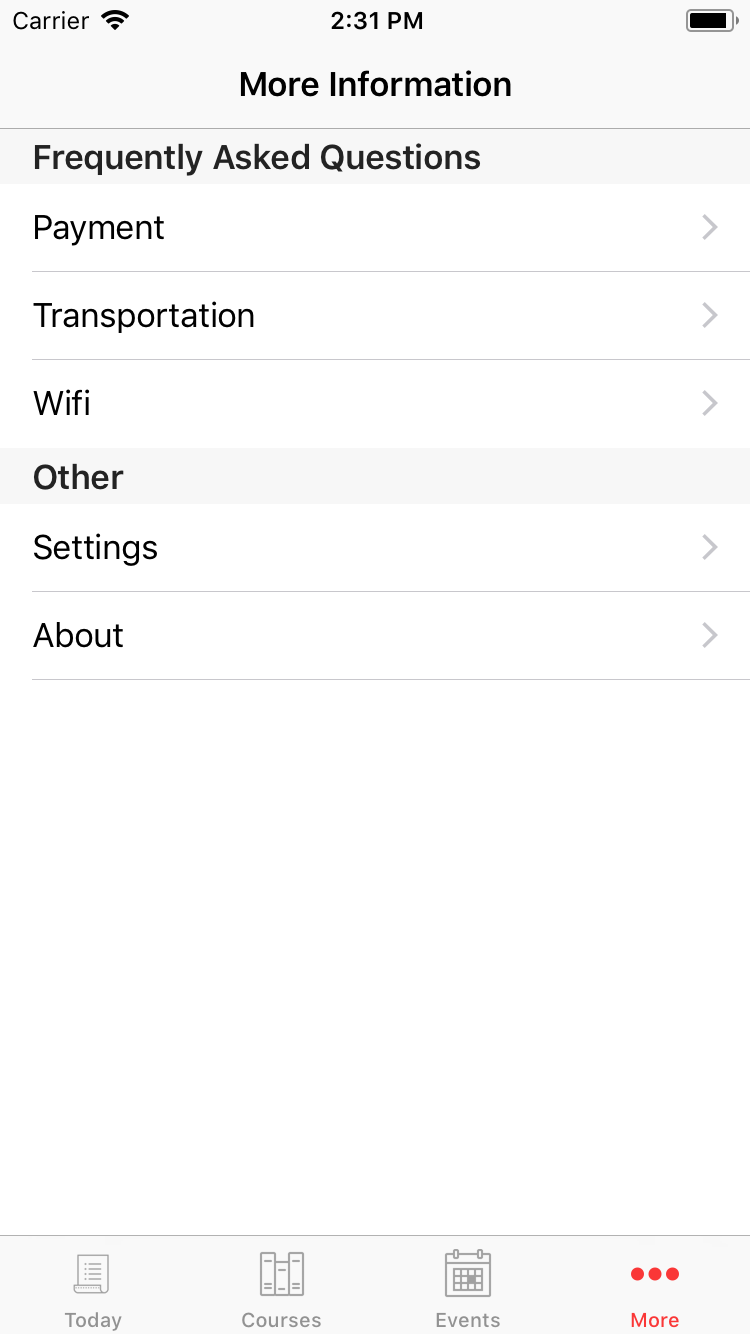 Carrier 2:31 PM
More Information
Frequently Asked Questions
Payment
Transportation
Wifi
Other
Settings
About
Today Courses Events More